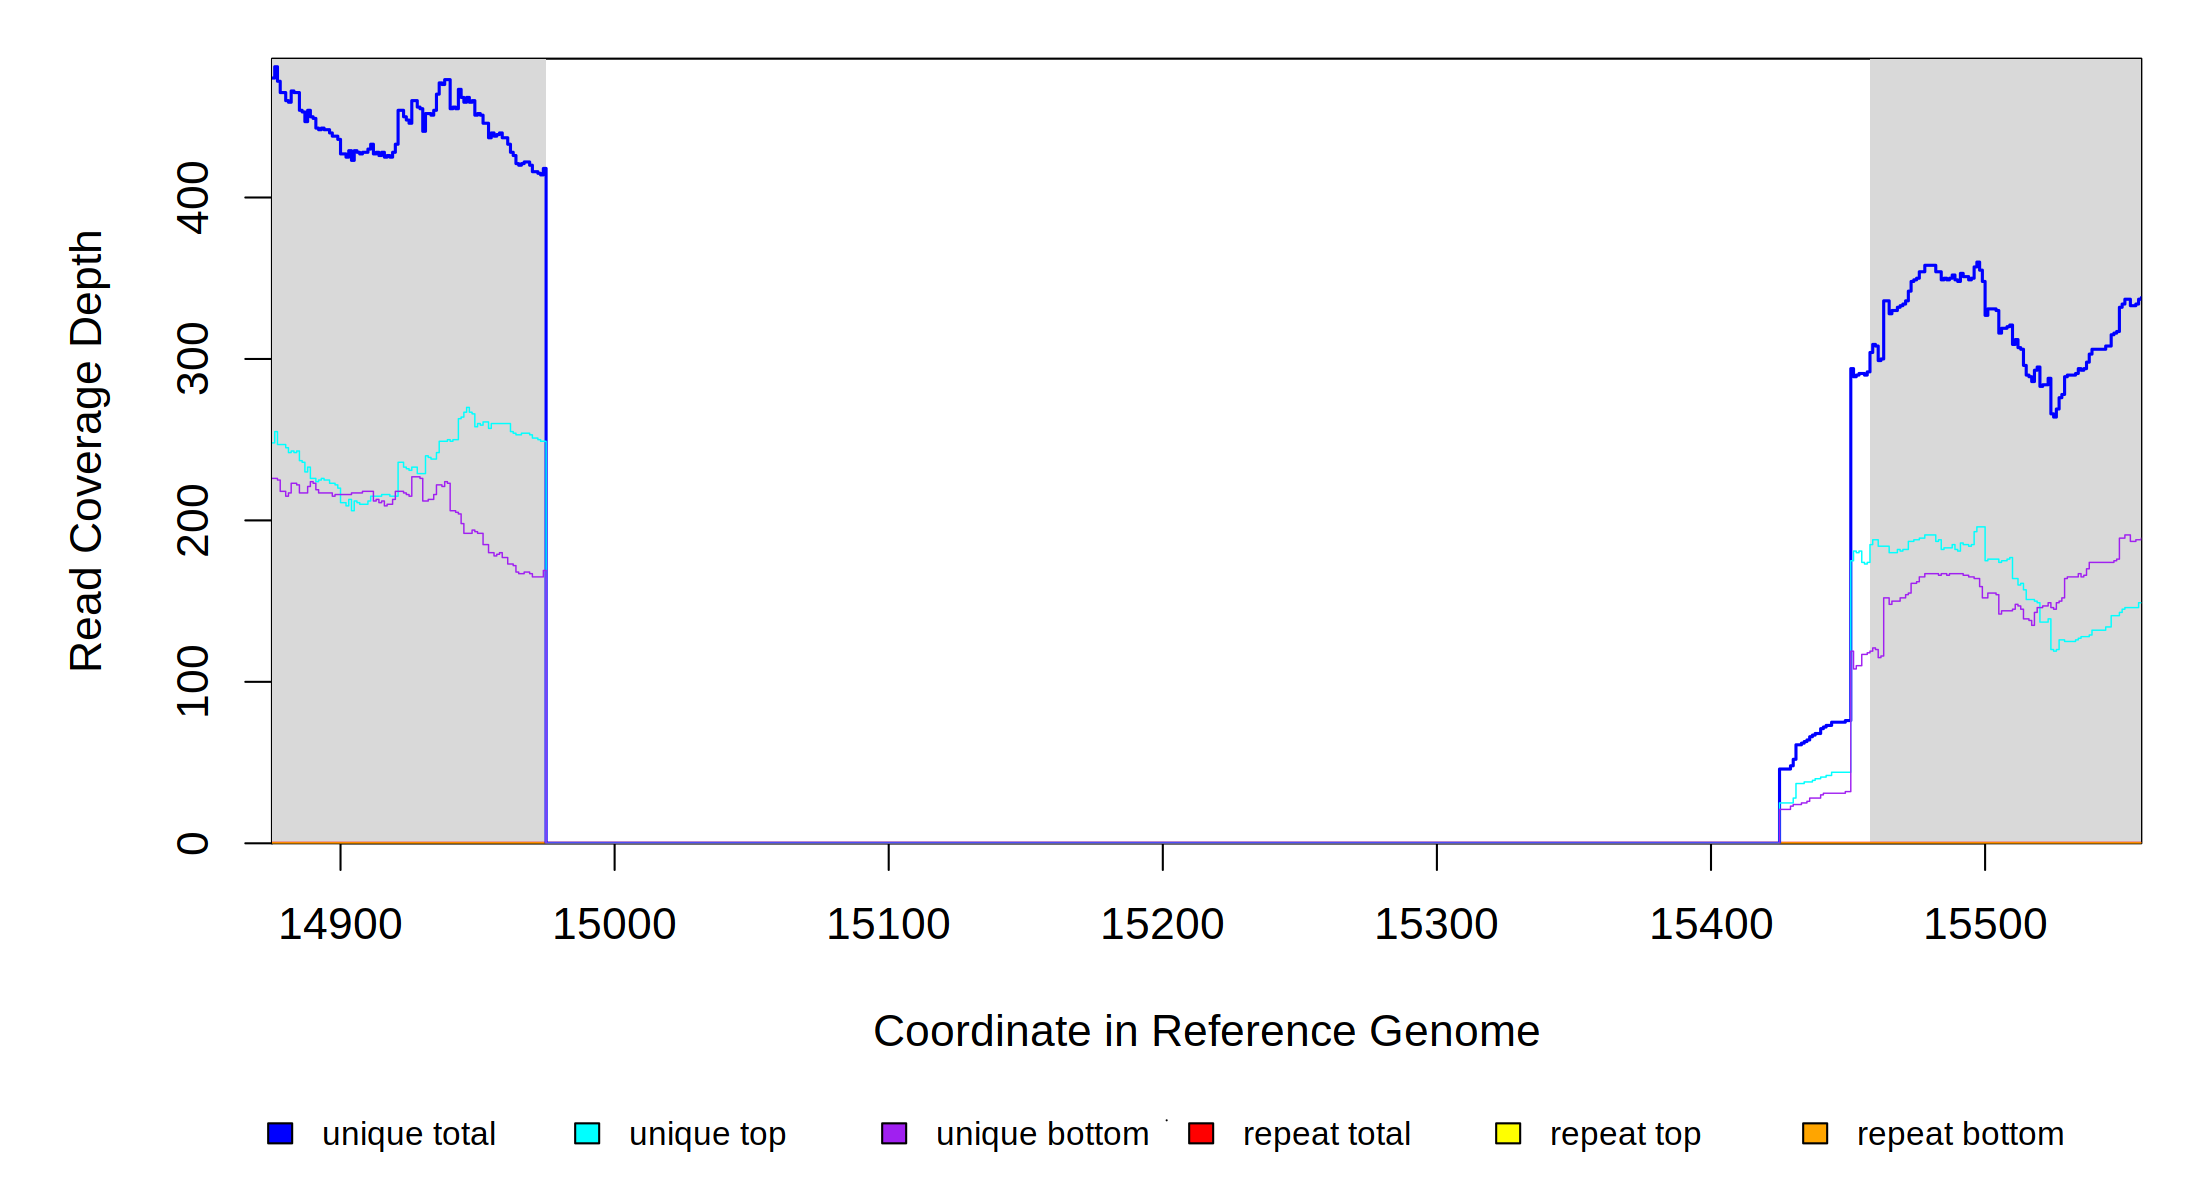 Read Coverage Depth
400
300
200
100
0
14900 15000 15100 15200 15300 15400 15500
Coordinate in Reference Genome
unique total unique top unique bottom repeat total repeat top repeat bottom